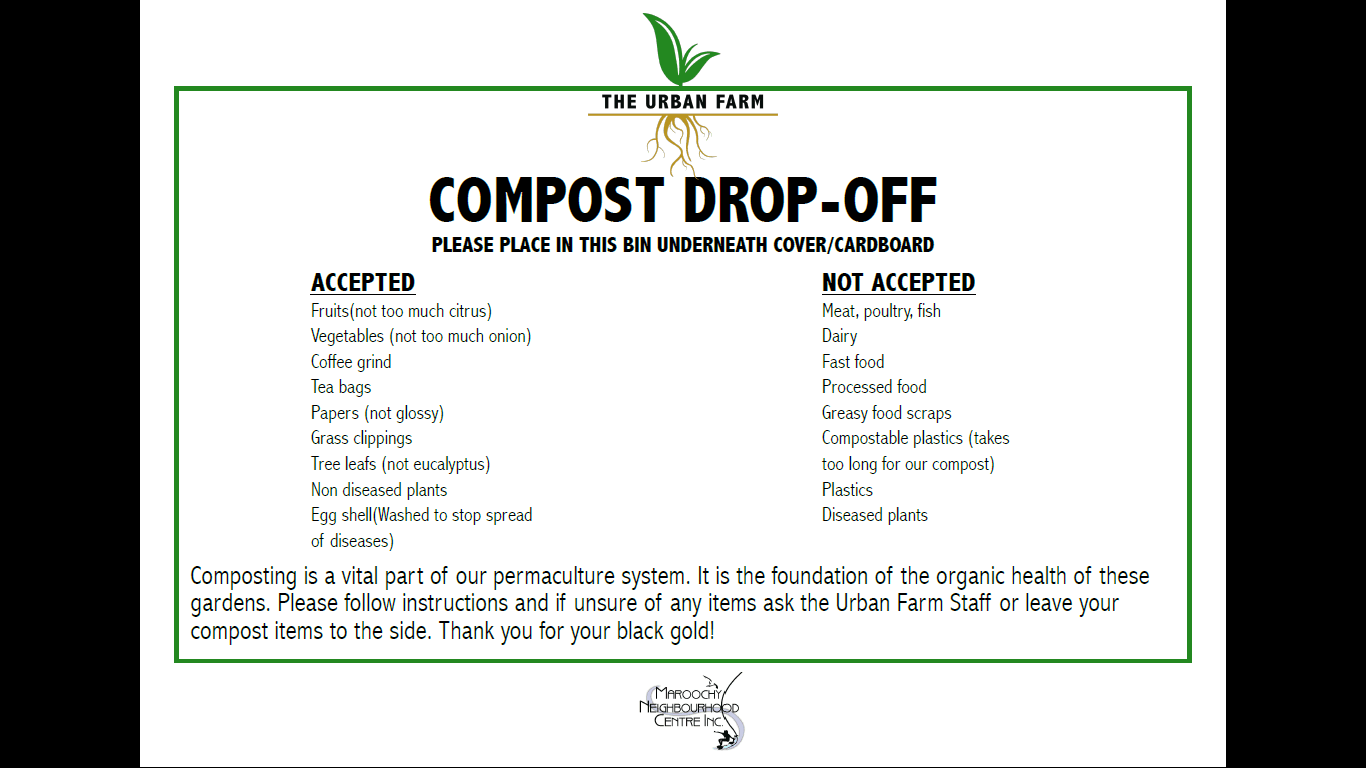 THE URBAN FARM
COMPOST DROP-OFF
PLEASE PLACE IN THIS BIN UNDERNEATH COVER/CARDBOARD
ACCEPTED
Fruits(not too much citrus)
Vegetables (not too much onion)
Coffee grind
Tea bags
Papers (not glossy)
Grass clippings
Tree leafs (not eucalyptus)
Non diseased plants
Egg shell(Washed to stop spread
of diseases)
NOT ACCEPTED
Meat, poultry, fish
Dairy
Fast food
Processed food
Greasy food scraps
Compostable plastics (takes
too long for our compost)
Plastics
Diseased plants
Composting is a vital part of our permaculture system. It is the foundation of the organic health of these
gardens. Please follow instructions and if unsure of any items ask the Urban Farm Staff or leave your
compost items to the side. Thank you for your black gold!
MAROOCHY
NEIGHBOURHOOD
CENTRE INC.